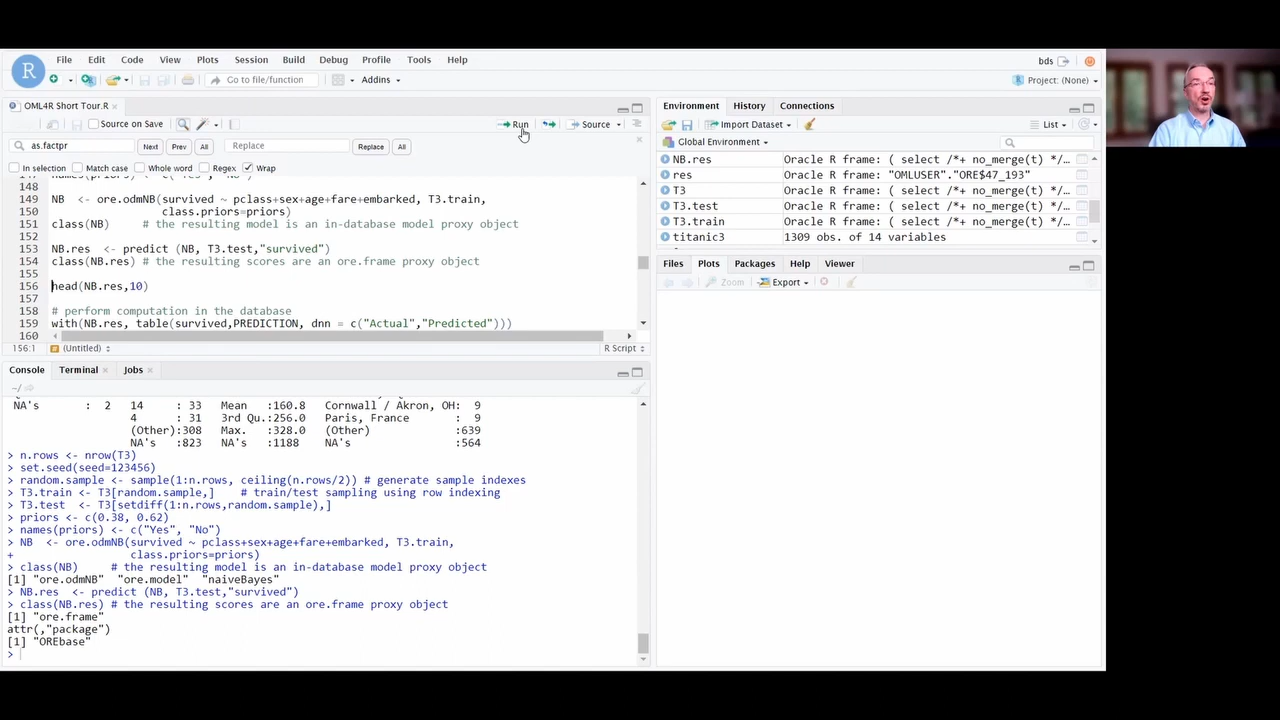 R File Edit Code View Plots Session Build Debug Profile Tools Help bds
Go to file/function Addins Project: (None)
OML4R Short Tour.R
Source on Save Run Source
as.factpr Next Prev All Replace Replace All
In selection Match case Whole word Regex Wrap
147 names(priors) <- c("Yes", "No")
148
149 NB <- ore.odmNB(survived ~ pclass+sex+age+fare+embarked, T3.train,
150 class.priors=priors)
151 class(NB) # the resulting model is an in-database model proxy object
152
153 NB.res <- predict (NB, T3.test,"survived")
154 class(NB.res) # the resulting scores are an ore.frame proxy object
155
156 head(NB.res,10)
157
158 # perform computation in the database
159 with(NB.res, table(survived,PREDICTION, dnn = c("Actual","Predicted")))
160
156:1 (Untitled) R Script
Console Terminal Jobs
~/
NA's : 2 14 : 33 Mean :160.8 Cornwall / Akron, OH: 9
4 : 31 3rd Qu.:256.0 Paris, France : 9
(Other):308 Max. :328.0 (Other) :639
NA's :823 NA's :1188 NA's :564
> n.rows <- nrow(T3)
> set.seed(seed=123456)
> random.sample <- sample(1:n.rows, ceiling(n.rows/2)) # generate sample indexes
> T3.train <- T3[random.sample,] # train/test sampling using row indexing
> T3.test <- T3[setdiff(1:n.rows,random.sample),]
> priors <- c(0.38, 0.62)
> names(priors) <- c("Yes", "No")
> NB <- ore.odmNB(survived ~ pclass+sex+age+fare+embarked, T3.train,
+ class.priors=priors)
> class(NB) # the resulting model is an in-database model proxy object
[1] "ore.odmNB" "ore.model" "naiveBayes"
> NB.res <- predict (NB, T3.test,"survived")
> class(NB.res) # the resulting scores are an ore.frame proxy object
[1] "ore.frame"
attr(,"package")
[1] "OREbase"
>
Environment History Connections
Import Dataset List
Global Environment
NB.res Oracle R frame: ( select /*+ no_merge(t) */…
res Oracle R frame: "OMLUSER"."ORE$47_193"
T3 Oracle R frame: ( select /*+ no_merge(t) */…
T3.test Oracle R frame: ( select /*+ no_merge(t) */…
T3.train Oracle R frame: ( select /*+ no_merge(t) */…
titanic3 1309 obs. of 14 variables
Files Plots Packages Help Viewer
Zoom Export